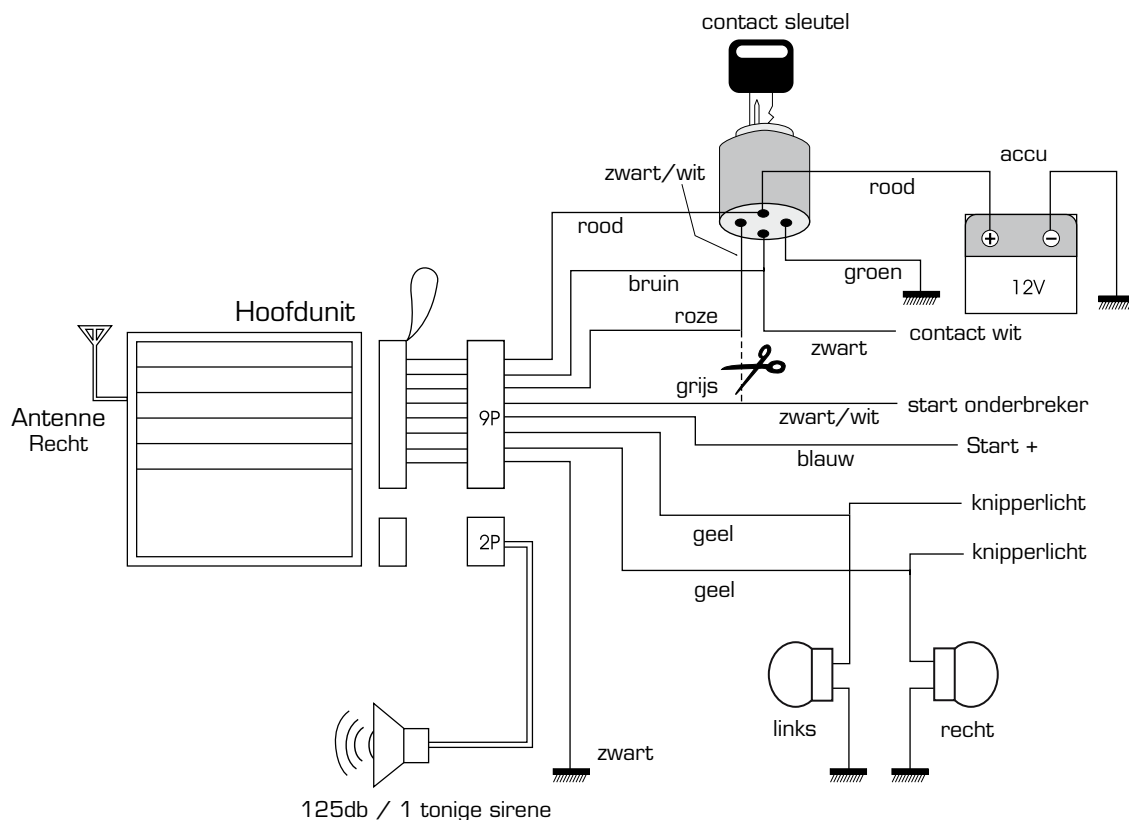 contact sleutel
accu
zwart/wit
rood
rood
groen
12V
bruin
Hoofdunit
roze
contact wit
zwart
grijs
Antenne
Recht
9P
zwart/wit
start onderbreker
blauw
Start +
knipperlicht
geel
2P
knipperlicht
geel
links
recht
zwart
125db / 1 tonige sirene